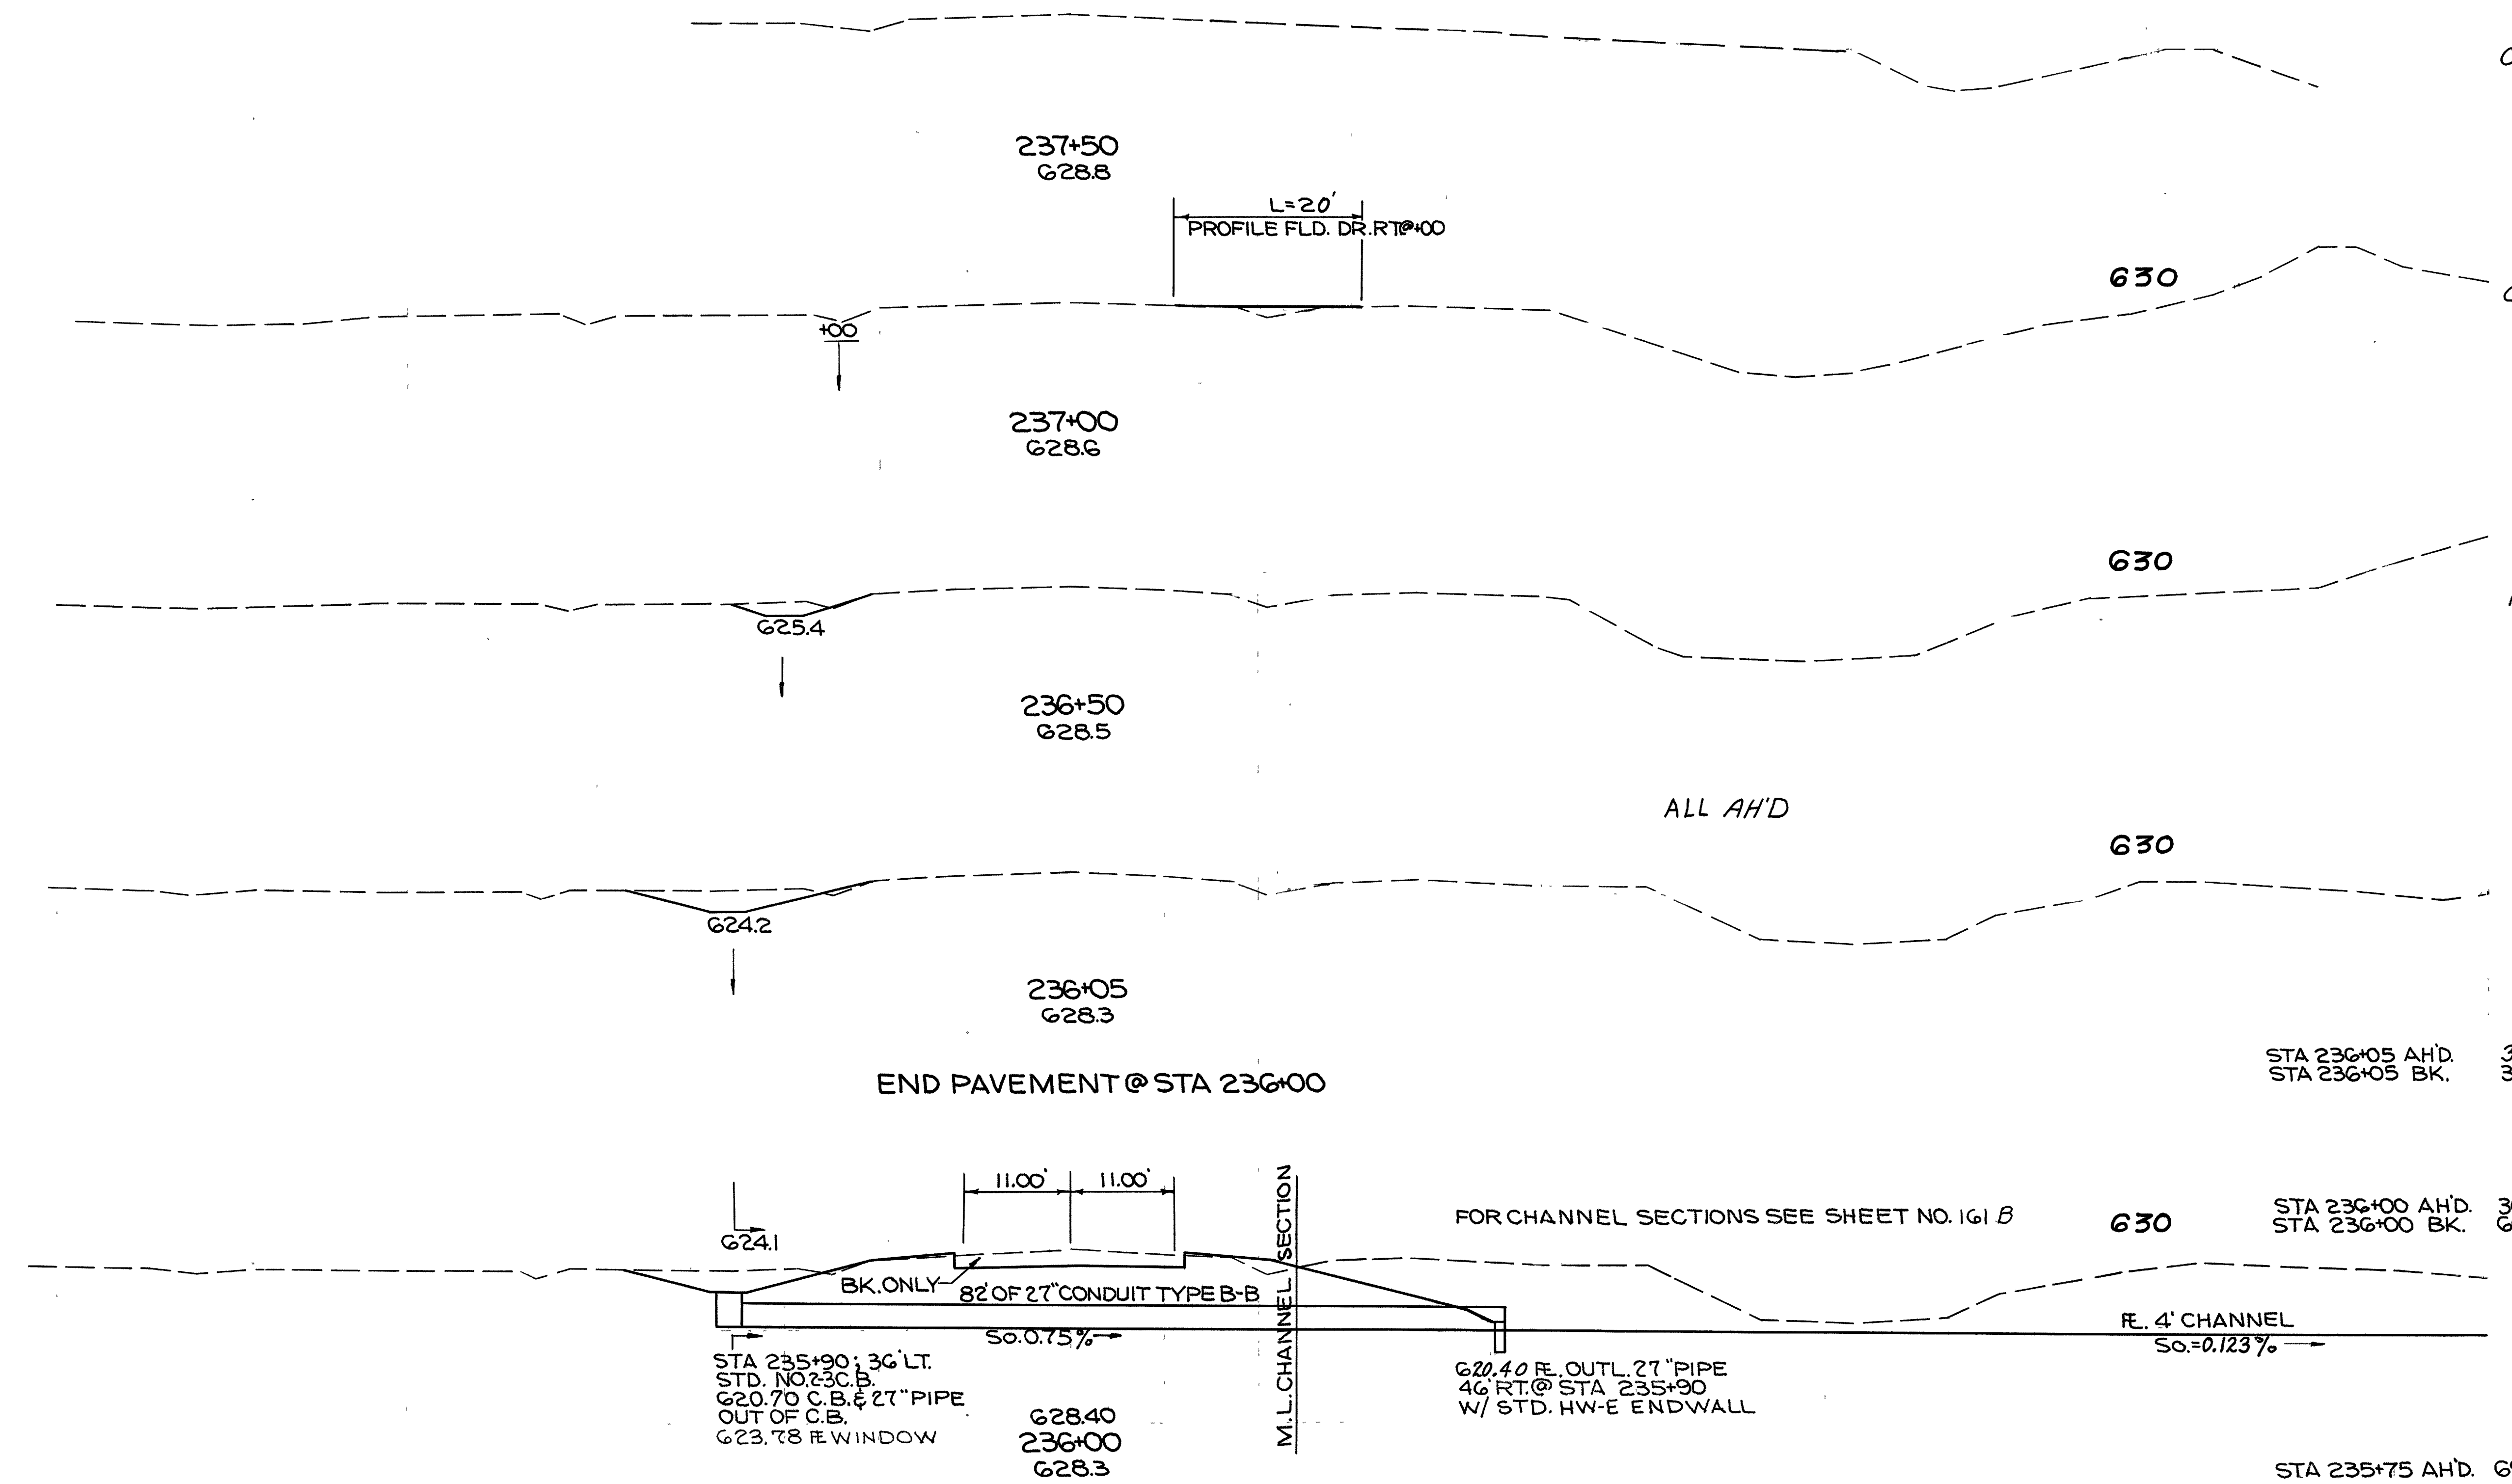 237+50
628.8
L=20'
PROFILE FLD. DR. RT@+00
630
+00
237+00
628.6
630
625.4
236+50
628.5
ALL AH'D
630
624.2
236+05
628.3
STA 236+05 AH'D.
STA 236+05 BK.
END PAVEMENT @ STA 236+00
11.00' 11.00'
M.L. CHANNEL SECTION
FOR CHANNEL SECTIONS SEE SHEET NO. 161 B
630
STA 236+00 AH'D.
STA 236+00 BK.
624.1
BK. ONLY
82' OF 27" CONDUIT TYPE B-B
So. 0.75%
℄. 4' CHANNEL
So.=0.123%
STA 235+90; 36' LT.
STD. NO. 2-3 C.B.
620.70 C.B. & 27" PIPE
OUT OF C.B.
623.78 ℄ WINDOW
620.40 ℄. OUTL. 27" PIPE
46' RT. @ STA 235+90
W/ STD. HW-E ENDWALL
628.40
236+00
628.3
STA 235+75 AH'D.